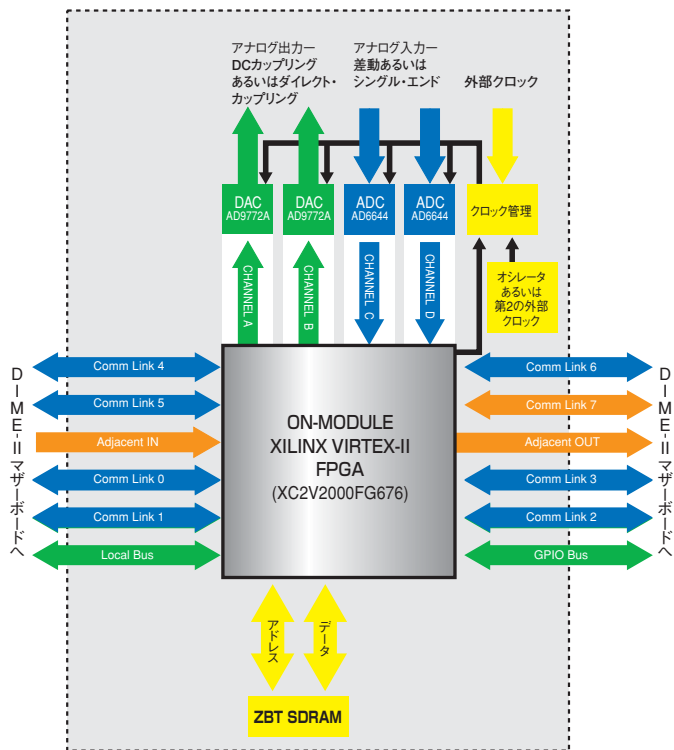 アナログ出力ー
DCカップリング
あるいはダイレクト・
カップリング
アナログ入力ー
差動あるいは
シングル・エンド
外部クロック
DAC
AD9772A
DAC
AD9772A
ADC
AD6644
ADC
AD6644
クロック管理
CHANNEL A
CHANNEL B
CHANNEL C
CHANNEL D
オシレータ
あるいは
第2の外部
クロック
DIME-IIマザーボードへ
Comm Link 4
Comm Link 5
Adjacent IN
Comm Link 0
Comm Link 1
Local Bus
ON-MODULE
XILINX VIRTEX-II
FPGA
(XC2V2000FG676)
Comm Link 6
Comm Link 7
Adjacent OUT
Comm Link 3
Comm Link 2
GPIO Bus
DIME-IIマザーボードへ
アドレス
データ
ZBT SDRAM